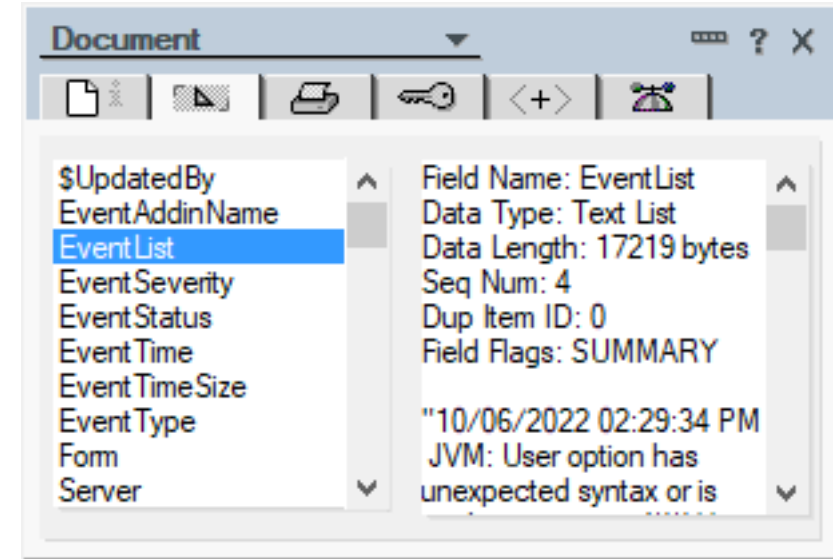 Document
?
<+>
$UpdatedBy
EventAddinName
EventList
EventSeverity
EventStatus
EventTime
EventTimeSize
EventType
Form
Server
Field Name: EventList
Data Type: Text List
Data Length: 17219 bytes
Seq Num: 4
Dup Item ID: 0
Field Flags: SUMMARY
"10/06/2022 02:29:34 PM
JVM: User option has
unexpected syntax or is